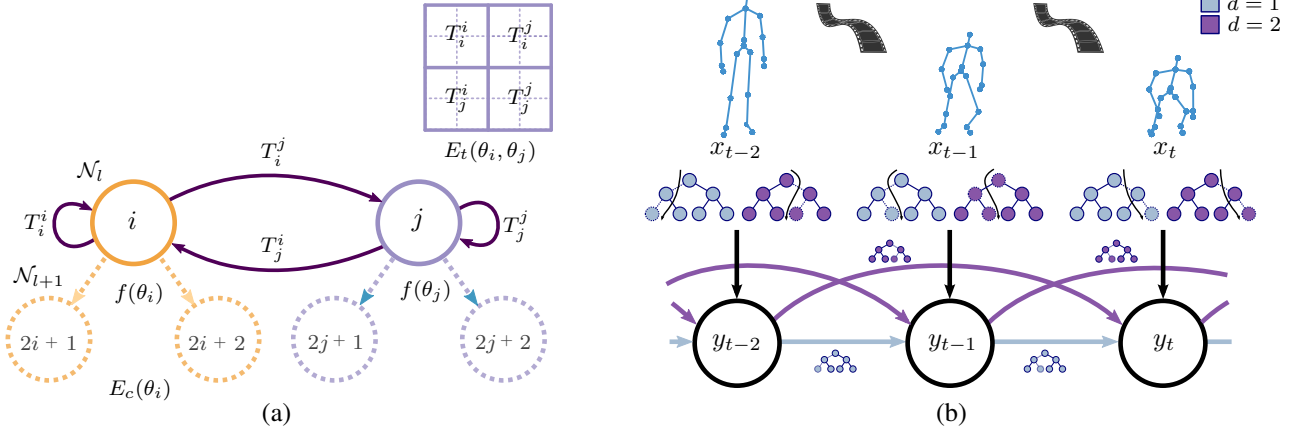 T_i^i T_i^j
T_j^i T_j^j
E_t(θ_i, θ_j)
N_l
T_i^j
i
j
T_i^i
T_j^j
T_j^i
N_{l+1}
f(θ_i)
f(θ_j)
2i + 1
2i + 2
2j + 1
2j + 2
E_c(θ_i)
(a)
d = 1
d = 2
x_{t−2}
x_{t−1}
x_t
y_{t−2}
y_{t−1}
y_t
(b)